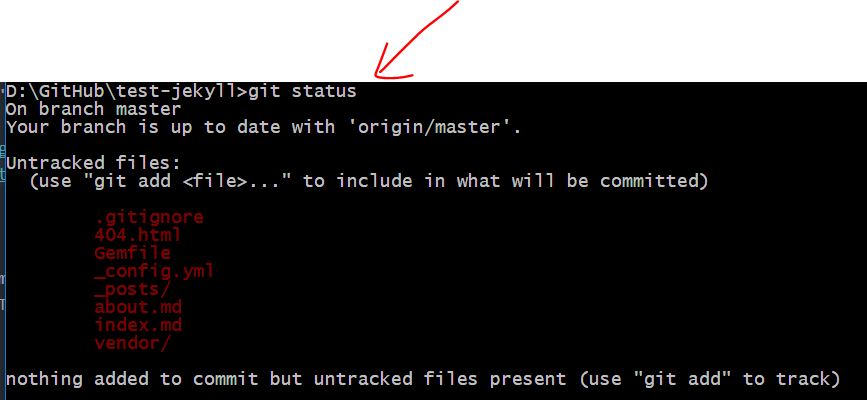 D:\GitHub\test-jekyll>git status
On branch master
Your branch is up to date with 'origin/master'.
Untracked files:
(use "git add <file>..." to include in what will be committed)
.gitignore
404.html
Gemfile
_config.yml
_posts/
about.md
index.md
vendor/
nothing added to commit but untracked files present (use "git add" to track)